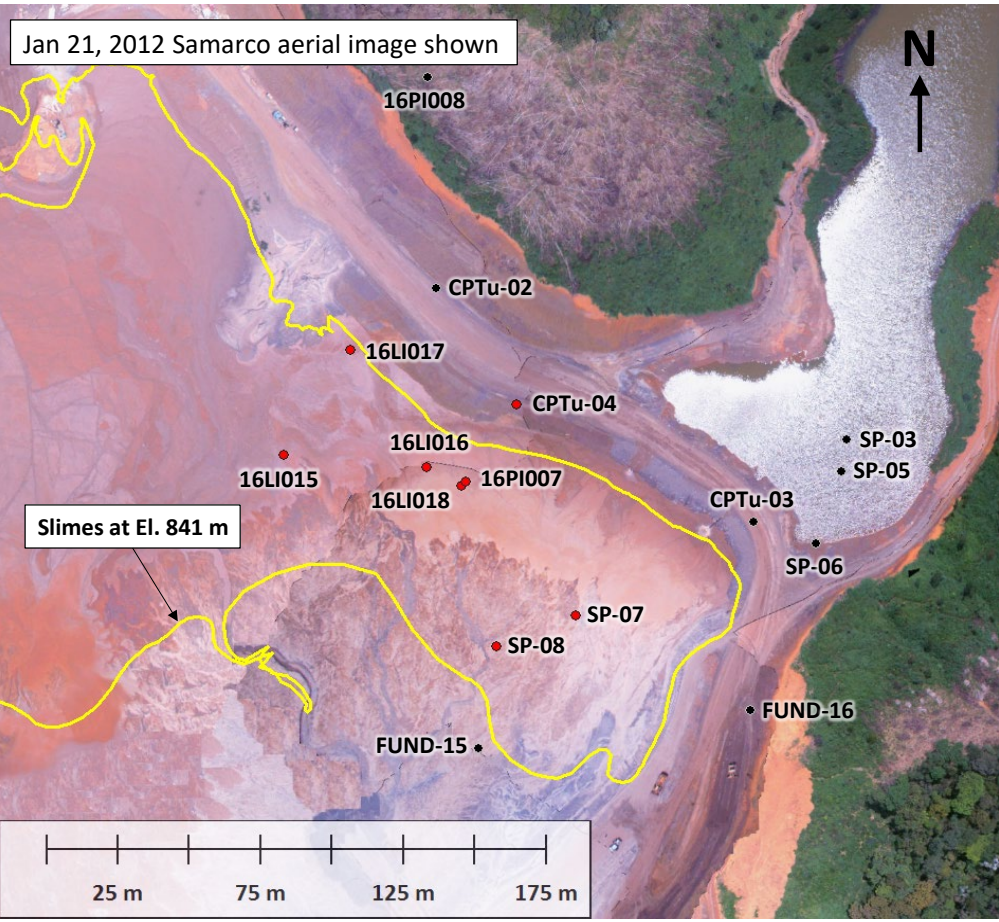 Jan 21, 2012 Samarco aerial image shown
N
16PI008
CPTu-02
16LI017
CPTu-04
16LI016
SP-03
16LI015
16PI007
SP-05
16LI018
CPTu-03
Slimes at El. 841 m
SP-06
SP-07
SP-08
FUND-16
FUND-15
25 m 75 m 125 m 175 m